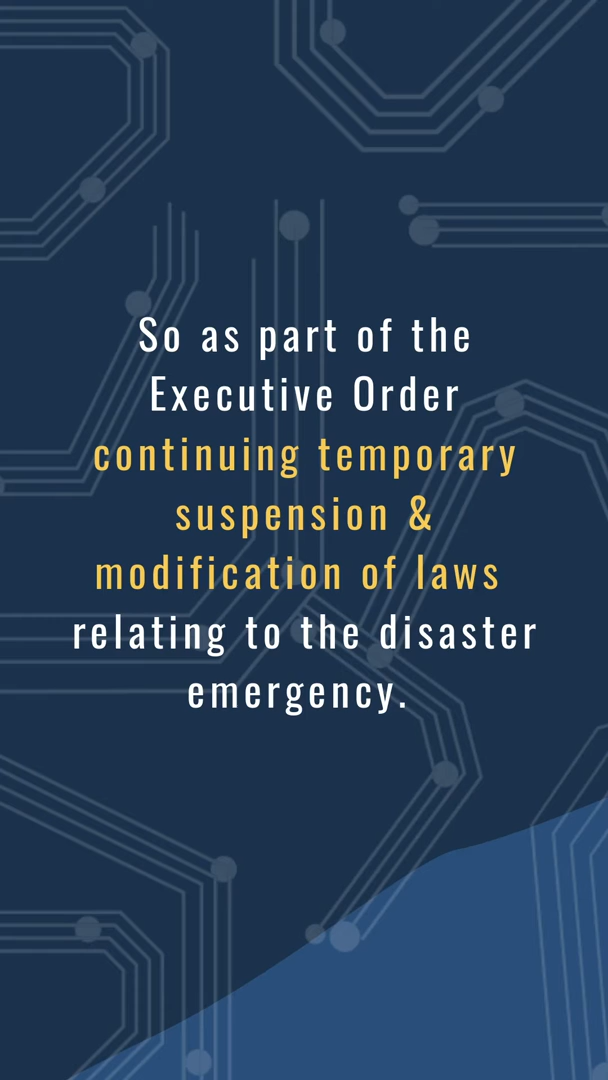 So as part of the
Executive Order
continuing temporary
suspension &
modification of laws
relating to the disaster
emergency.